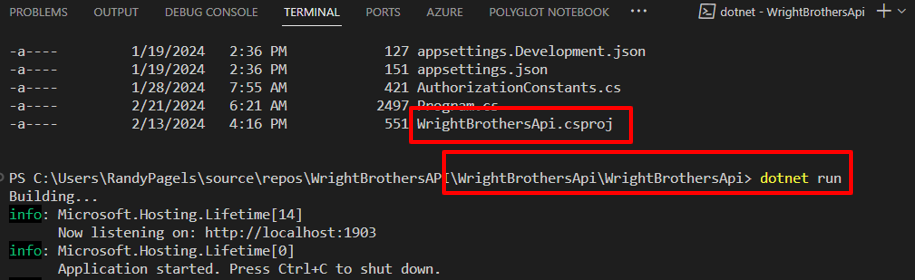 PROBLEMS OUTPUT DEBUG CONSOLE TERMINAL PORTS AZURE POLYGLOT NOTEBOOK ··· dotnet - WrightBrothersApi
-a---- 1/19/2024 2:36 PM 127 appsettings.Development.json
-a---- 1/19/2024 2:36 PM 151 appsettings.json
-a---- 1/28/2024 7:55 AM 421 AuthorizationConstants.cs
-a---- 2/21/2024 6:21 AM 2497 Program.cs
-a---- 2/13/2024 4:16 PM 551 WrightBrothersApi.csproj
PS C:\Users\RandyPagels\source\repos\WrightBrothersAPI\WrightBrothersApi\WrightBrothersApi> dotnet run
Building...
info: Microsoft.Hosting.Lifetime[14]
Now listening on: http://localhost:1903
info: Microsoft.Hosting.Lifetime[0]
Application started. Press Ctrl+C to shut down.